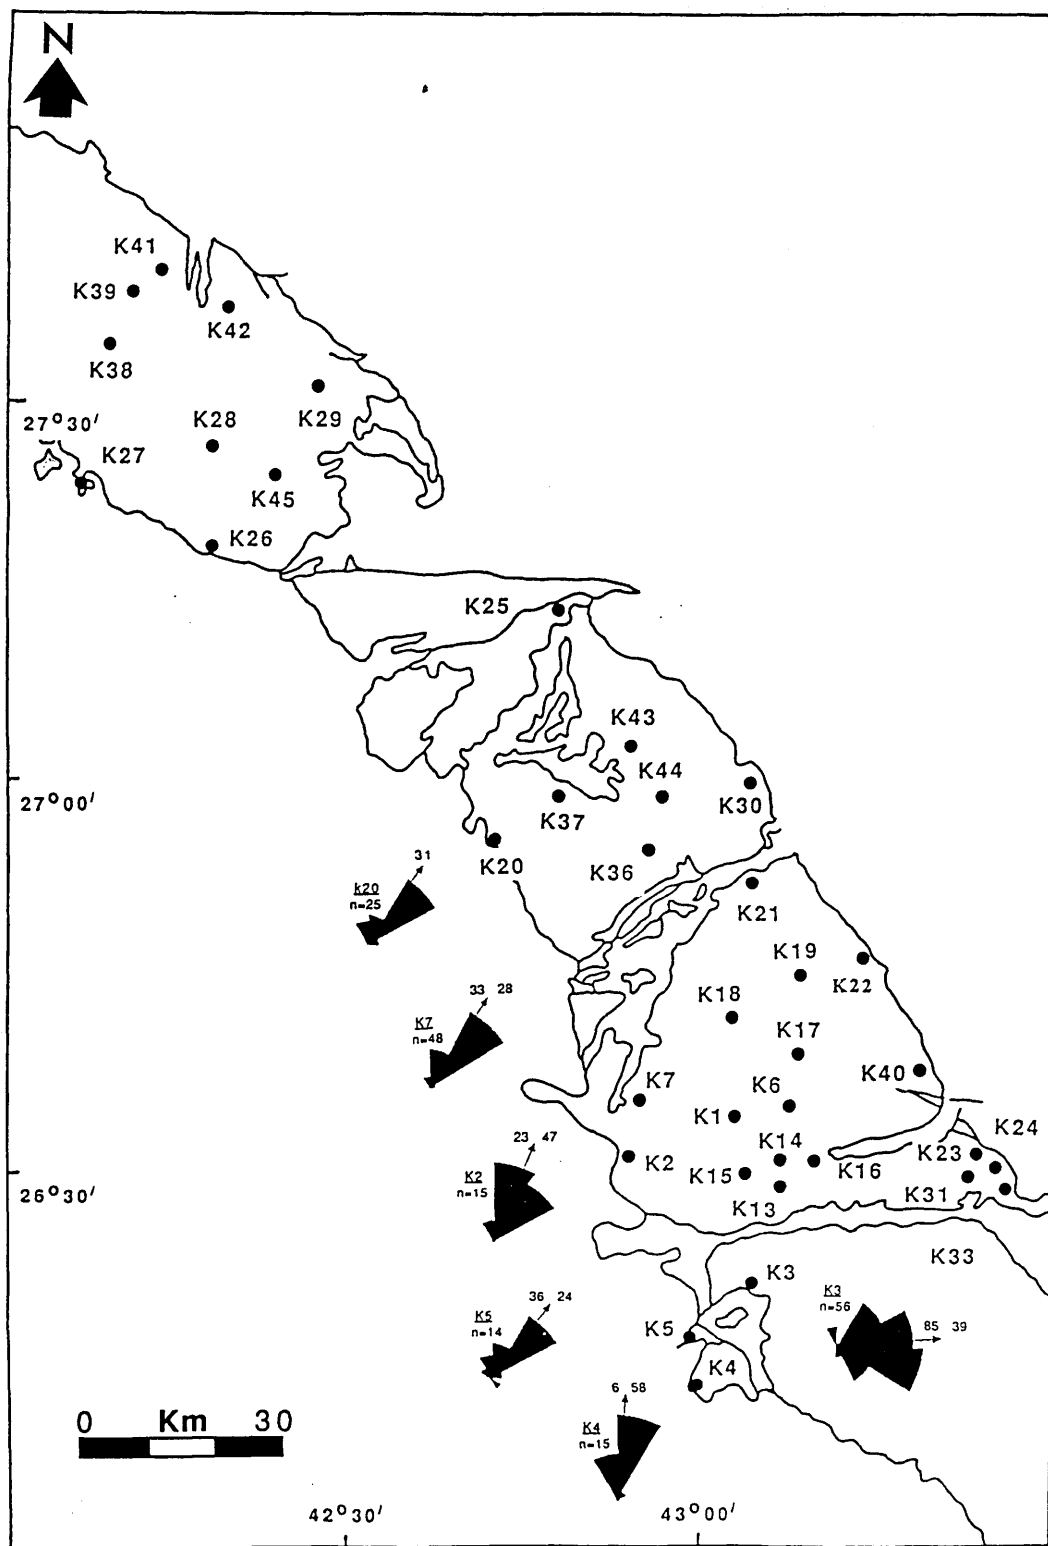 N
K41
K39
K42
K38
K29
27°30'
K28
K27
K45
K26
K25
K43
K44
27°00'
K37
K30
K20
K36
31
k20
n=25
K21
K19
K22
33 28
K18
K7
n=48
K17
K7
K6
K40
K1
K24
23 47
K14
K23
K2
K2
n=15
K15
K16
26°30'
K13
K31
K33
K3
K3
n=56
36 24
K5
n=14
K5
85 39
K4
6 58
0 Km 30
K4
n=15
42°30'
43°00'